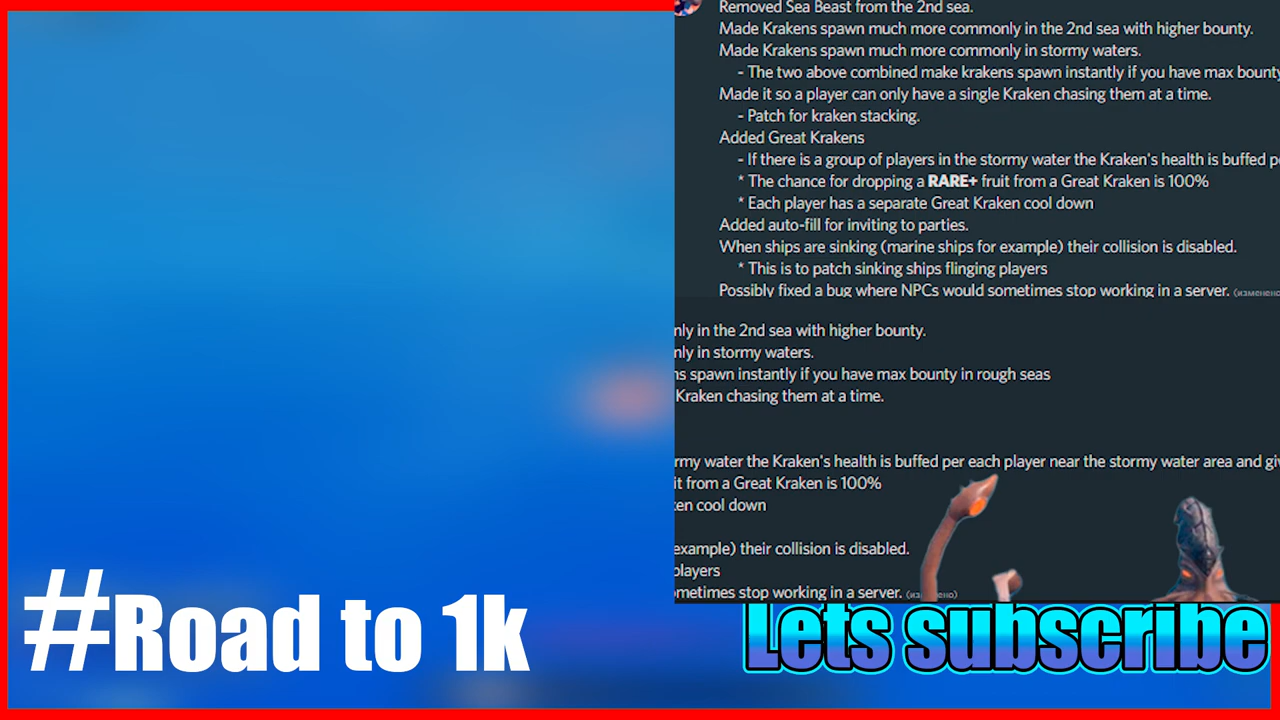 Removed Sea Beast from the 2nd sea.
Made Krakens spawn much more commonly in the 2nd sea with higher bounty.
Made Krakens spawn much more commonly in stormy waters.
- The two above combined make krakens spawn instantly if you have max bounty
Made it so a player can only have a single Kraken chasing them at a time.
- Patch for kraken stacking.
Added Great Krakens
- If there is a group of players in the stormy water the Kraken's health is buffed
* The chance for dropping a RARE+ fruit from a Great Kraken is 100%
* Each player has a separate Great Kraken cool down
Added auto-fill for inviting to parties.
When ships are sinking (marine ships for example) their collision is disabled.
* This is to patch sinking ships flinging players
Possibly fixed a bug where NPCs would sometimes stop working in a server. (изменено
nly in the 2nd sea with higher bounty.
nly in stormy waters.
ns spawn instantly if you have max bounty in rough seas
Kraken chasing them at a time.
rmy water the Kraken's health is buffed per each player near the stormy water area and
it from a Great Kraken is 100%
ken cool down
example) their collision is disabled.
players
ometimes stop working in a server.
#Road to 1k
Lets subscribe